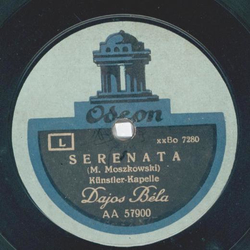 Odeon
L
xxBo 7280
SERENATA
(M. Moszkowski)
Künstler-Kapelle
Dajos Béla
AA 57900